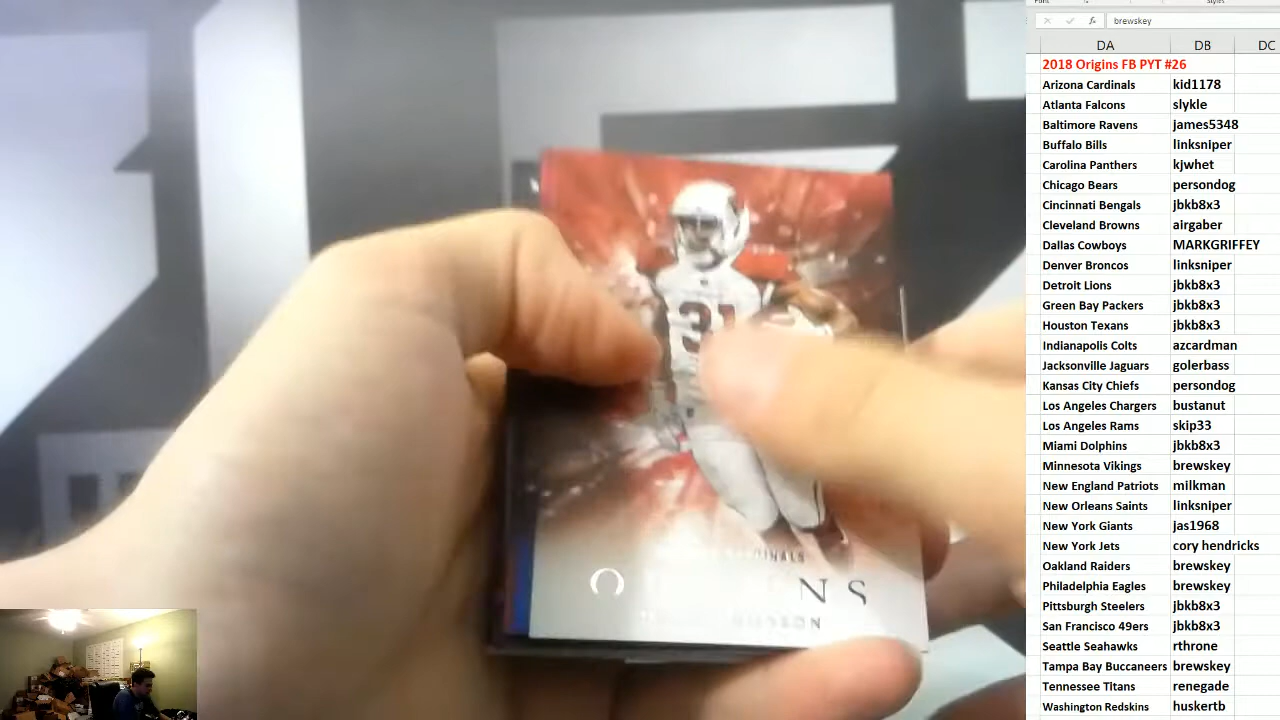 brewskey
DA DB DC
2018 Origins FB PYT #26
Arizona Cardinals kid1178
Atlanta Falcons slykle
Baltimore Ravens james5348
Buffalo Bills linksniper
Carolina Panthers kjwhet
Chicago Bears persondog
Cincinnati Bengals jbkb8x3
Cleveland Browns airgaber
Dallas Cowboys MARKGRIFFEY
Denver Broncos linksniper
Detroit Lions jbkb8x3
Green Bay Packers jbkb8x3
Houston Texans jbkb8x3
Indianapolis Colts azcardman
Jacksonville Jaguars golerbass
Kansas City Chiefs persondog
Los Angeles Chargers bustanut
Los Angeles Rams skip33
Miami Dolphins jbkb8x3
Minnesota Vikings brewskey
New England Patriots milkman
New Orleans Saints linksniper
New York Giants jas1968
New York Jets cory hendricks
Oakland Raiders brewskey
Philadelphia Eagles brewskey
Pittsburgh Steelers jbkb8x3
San Francisco 49ers jbkb8x3
Seattle Seahawks rthrone
Tampa Bay Buccaneers brewskey
Tennessee Titans renegade
Washington Redskins huskertb
31